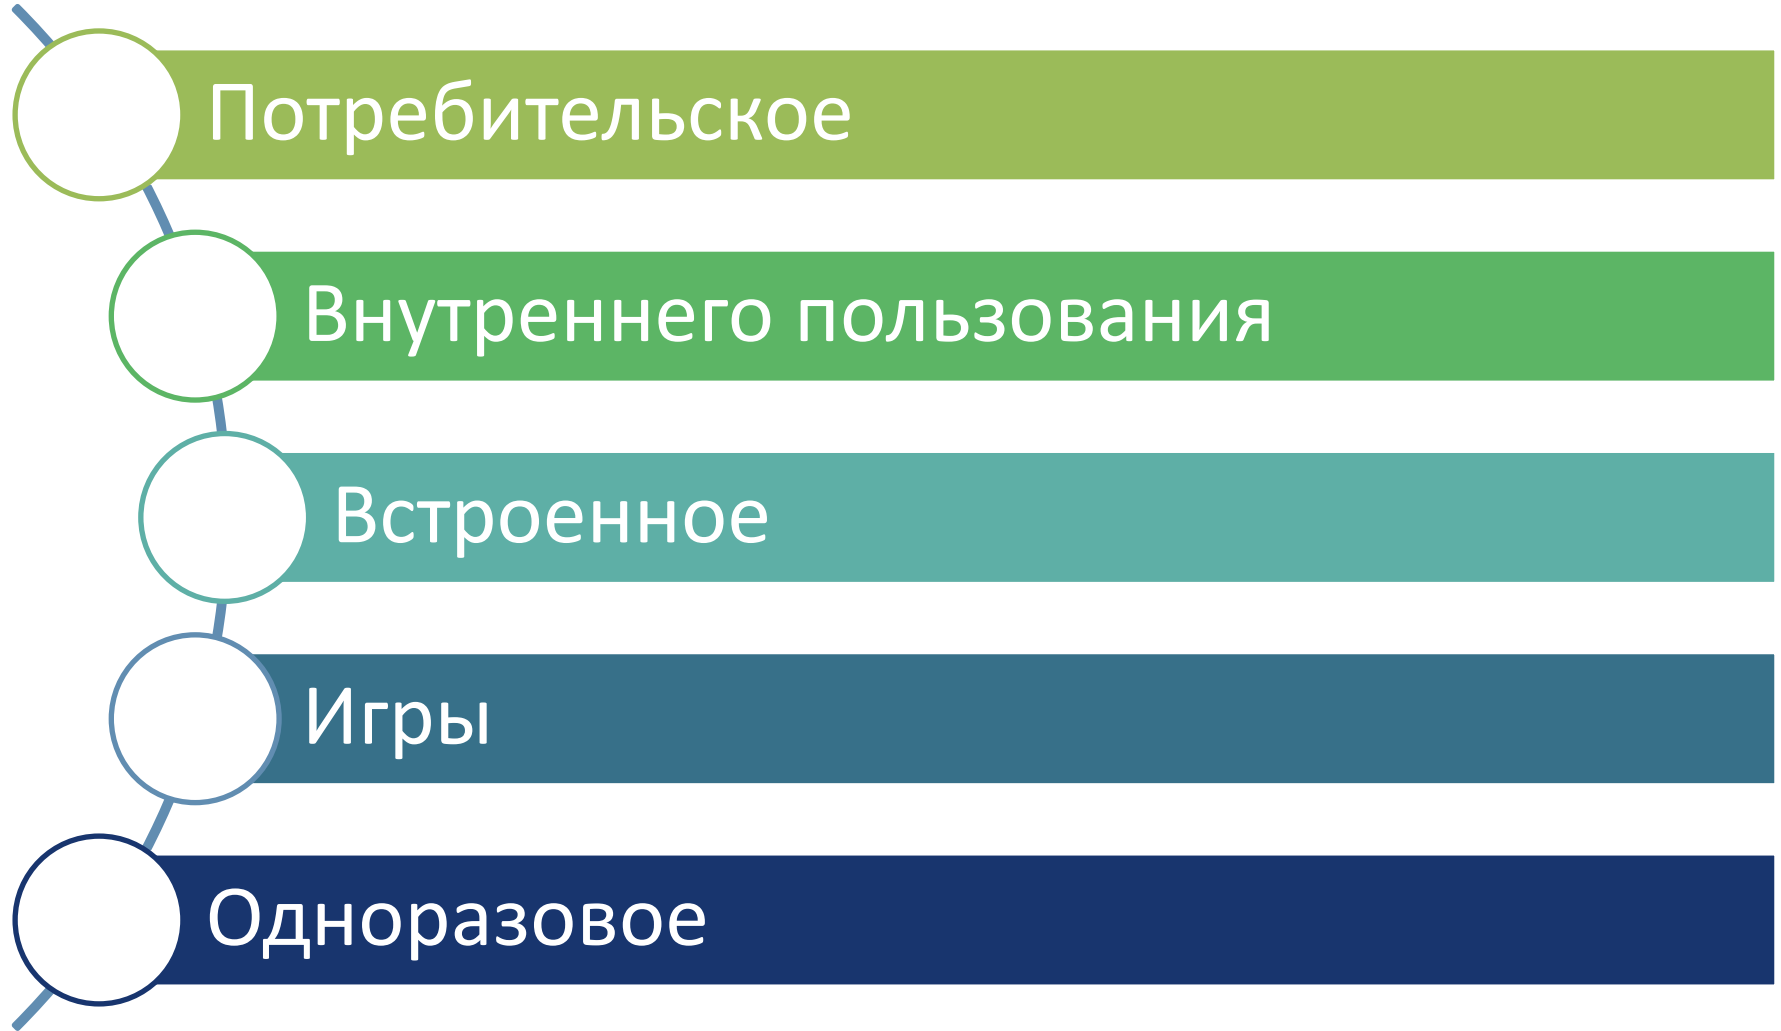 Потребительское
Внутреннего пользования
Встроенное
Игры
Одноразовое